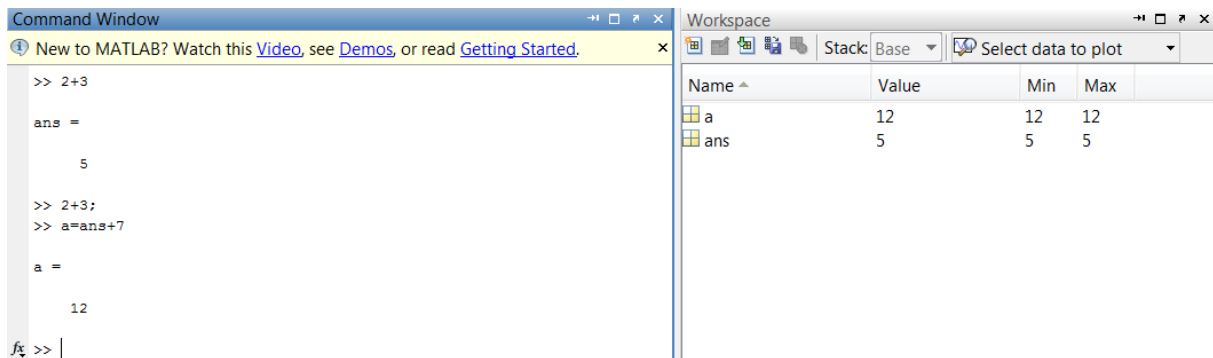 Command Window
New to MATLAB? Watch this Video, see Demos, or read Getting Started.
>> 2+3
ans =
5
>> 2+3;
>> a=ans+7
a =
12
fx >>
Workspace
Stack: Base Select data to plot
Name Value Min Max
a 12 12 12
ans 5 5 5